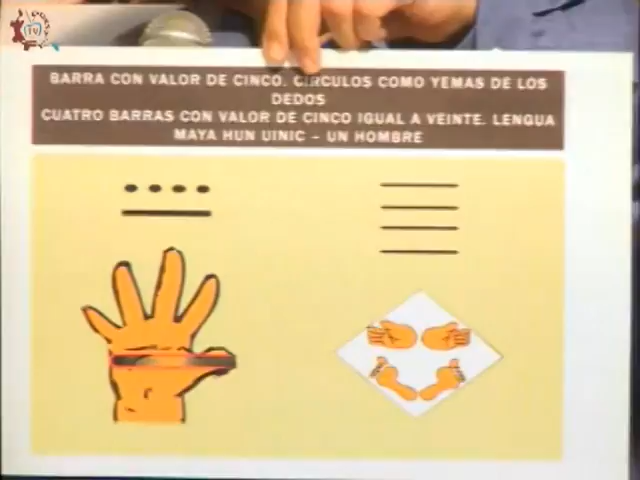 TV
BARRA CON VALOR DE CINCO. CIRCULOS COMO YEMAS DE LOS
DEDOS
CUATRO BARRAS CON VALOR DE CINCO IGUAL A VEINTE. LENGUA
MAYA HUN UINIC – UN HOMBRE